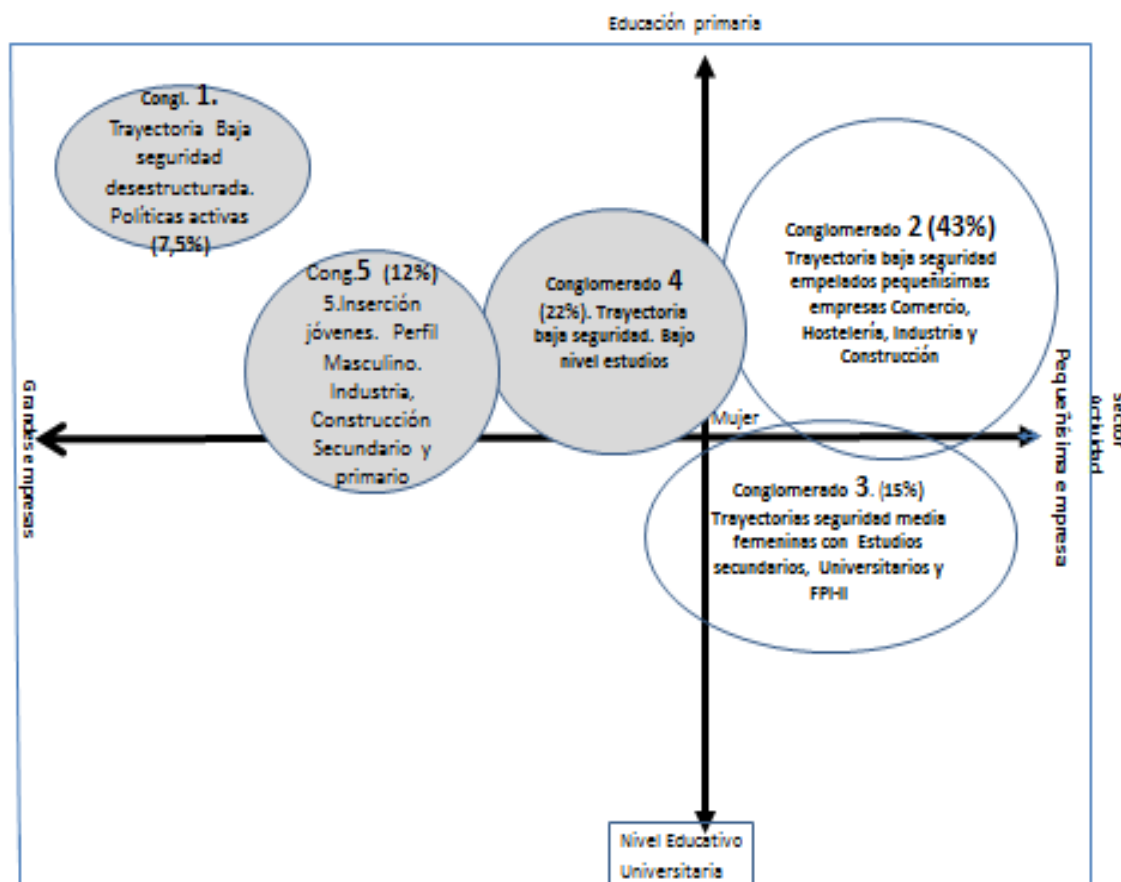 Educación primaria
Congl. 1.
Trayectoria Baja
seguridad
desestructurada.
Políticas activas
(7,5%)
Cong.5 (12%)
5.Inserción
jóvenes. Perfil
Masculino.
Industria,
Construcción
Secundario y
primario
Conglomerado 4
(22%). Trayectoria
baja seguridad. Bajo
nivel estudios
Conglomerado 2 (43%)
Trayectoria baja seguridad
empelados pequeñísimas
empresas Comercio,
Hostelería, Industria y
Construcción
Mujer
Conglomerado 3. (15%)
Trayectorias seguridad media
femeninas con Estudios
secundarios, Universitarios y
FPHI
Grandes empresas
Pequeñísima empresa
Actividad
Sector
Nivel Educativo
Universitaria